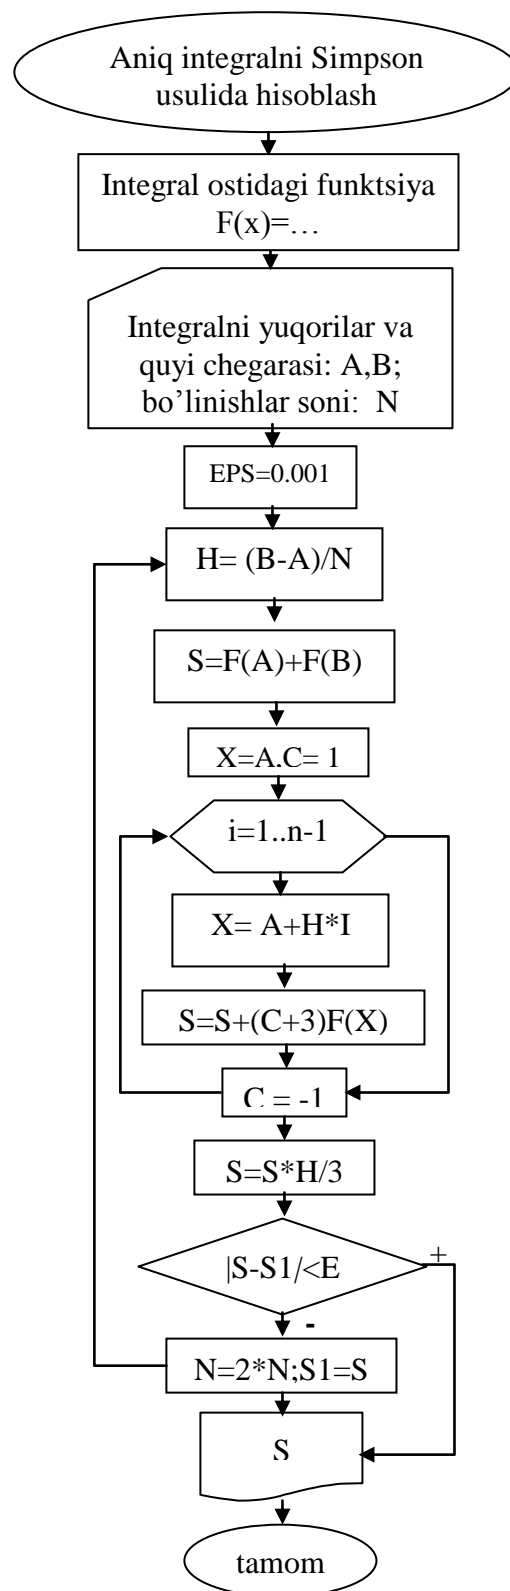 Aniq integralni Simpson
usulida hisoblash
Integral ostidagi funktsiya
F(x)=…
Integralni yuqorilar va
quyi chegarasi: A,B;
bo’linishlar soni: N
EPS=0.001
H= (B-A)/N
S=F(A)+F(B)
X=A,C= 1
i=1..n-1
X= A+H*I
S=S+(C+3)F(X)
C = -1
S=S*H/3
|S-S1/<E
+
-
N=2*N;S1=S
S
tamom